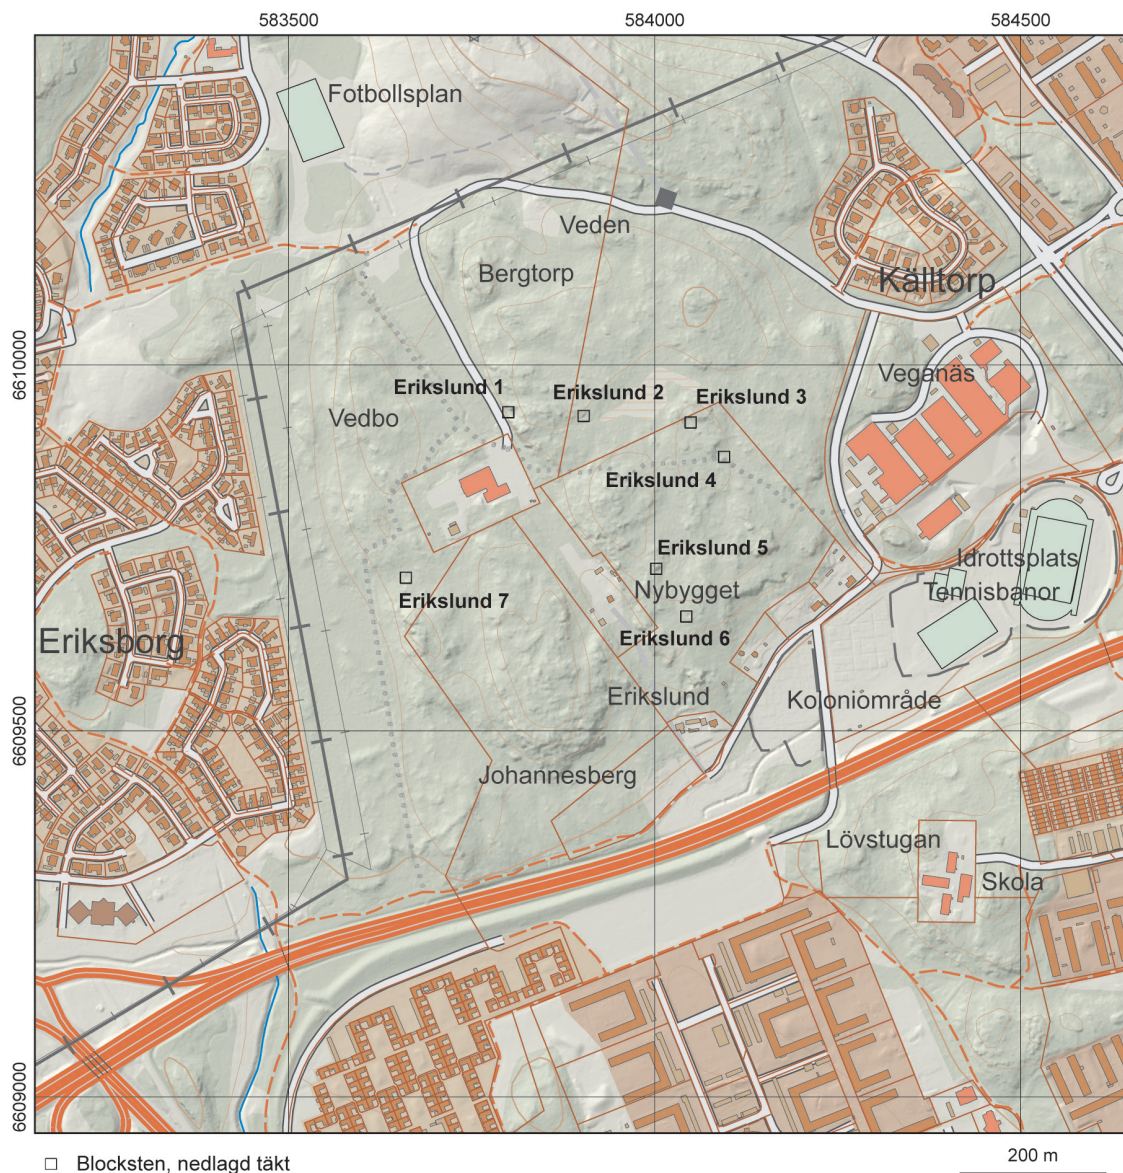 583500
584000
584500
Fotbollsplan
Veden
Bergtorp
Källtorp
6610000
Veganäs
Erikslund 1
Erikslund 2
Erikslund 3
Vedbo
Erikslund 4
Erikslund 5
Idrottsplats
Nybygget
Tennisbanor
Erikslund 7
Erikslund 6
Eriksborg
Erikslund
Koloniområde
6609500
Johannesberg
Lövstugan
Skola
6609000
Blocksten, nedlagd täkt
200 m